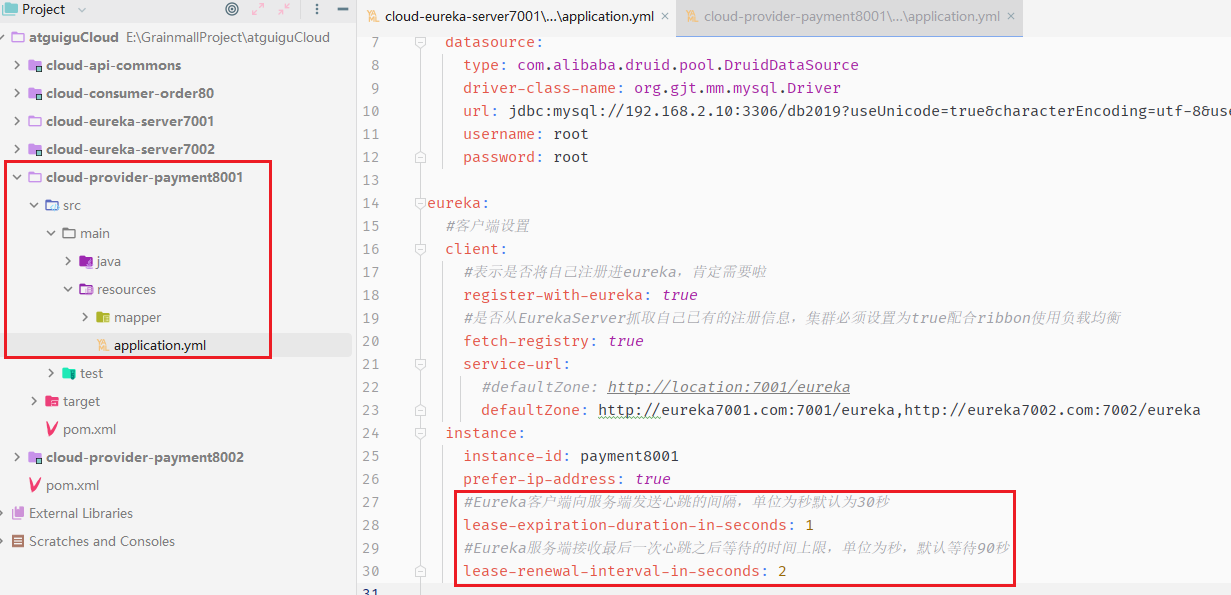 Project
atguiguCloud E:\GrainmallProject\atguiguCloud
cloud-api-commons
cloud-consumer-order80
cloud-eureka-server7001
cloud-eureka-server7002
cloud-provider-payment8001
src
main
java
resources
mapper
application.yml
test
target
pom.xml
cloud-provider-payment8002
pom.xml
External Libraries
Scratches and Consoles
cloud-eureka-server7001\...\application.yml
cloud-provider-payment8001\...\application.yml
7 datasource:
8 type: com.alibaba.druid.pool.DruidDataSource
9 driver-class-name: org.gjt.mm.mysql.Driver
10 url: jdbc:mysql://192.168.2.10:3306/db2019?useUnicode=true&characterEncoding=utf-8&use
11 username: root
12 password: root
13
14 eureka:
15 #客户端设置
16 client:
17 #表示是否将自己注册进eureka，肯定需要啦
18 register-with-eureka: true
19 #是否从EurekaServer抓取自己已有的注册信息，集群必须设置为true配合ribbon使用负载均衡
20 fetch-registry: true
21 service-url:
22 #defaultZone: http://location:7001/eureka
23 defaultZone: http://eureka7001.com:7001/eureka,http://eureka7002.com:7002/eureka
24 instance:
25 instance-id: payment8001
26 prefer-ip-address: true
27 #Eureka客户端向服务端发送心跳的间隔，单位为秒默认为30秒
28 lease-expiration-duration-in-seconds: 1
29 #Eureka服务端接收最后一次心跳之后等待的时间上限，单位为秒，默认等待90秒
30 lease-renewal-interval-in-seconds: 2
31